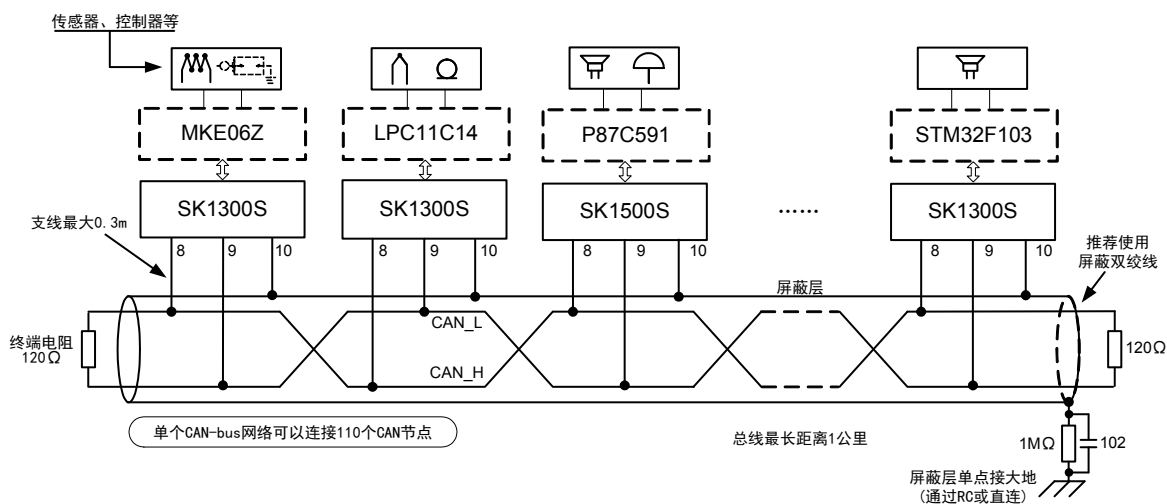 传感器、控制器等
MKE06Z
LPC11C14
P87C591
STM32F103
SK1300S
SK1300S
SK1500S
……
SK1300S
支线最大0.3m
8
9
10
8
9
10
8
9
10
8
9
10
推荐使用
屏蔽双绞线
屏蔽层
CAN_L
CAN_H
终端电阻
120Ω
120Ω
单个CAN-bus网络可以连接110个CAN节点
总线最长距离1公里
1MΩ
102
屏蔽层单点接大地
(通过RC或直连)